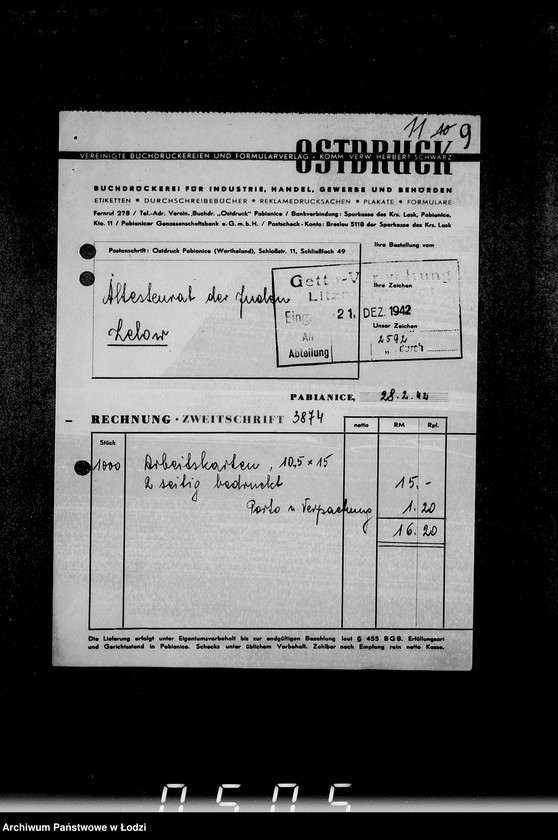 11 10 9
OSTDRUCK
VEREINIGTE BUCHDRUCKEREIEN UND FORMULARVERLAG • KOMM. VERW. HERBERT SCHWARZ
BUCHDRUCKEREI FÜR INDUSTRIE, HANDEL, GEWERBE UND BEHÖRDEN
ETIKETTEN • DURCHSCHREIBEBÜCHER • REKLAMEDRUCKSACHEN • PLAKATE • FORMULARE
Fernruf 278 / Tel.-Adr. Verein. Buchdr. „Ostdruck" Pabianice / Bankverbindung: Sparkasse des Krs. Lask, Pabianice,
Kto. 11 / Pabianicer Genossenschaftsbank e. G. m. b. H. / Postscheck-Konto: Breslau 5118 der Sparkasse des Krs. Lask
Postanschrift: Ostdruck Pabianice (Wartheland), Schloßstr. 11, Schließfach 49
Ihre Bestellung vom
Getto-Verwaltung
Ihre Zeichen
Ältestenrat der Juden
Eing. 21. DEZ. 1942
Unser Zeichen
Zelow
An
2592
Abteilung
" durch
PABIANICE, 28.2.42
RECHNUNG • ZWEITSCHRIFT 3874
netto RM Rpf.
Stück
1000 Arbeitskarten, 10,5 x 15
2 seitig bedruckt 15.-
Porto u. Verpackung 1.20
16.20
Die Lieferung erfolgt unter Eigentumsvorbehalt bis zur endgültigen Bezahlung laut § 455 BGB. Erfüllungsort
und Gerichtsstand in Pabianice. Schecks unter üblichem Vorbehalt. Zahlbar nach Empfang rein netto Kasse.
0505
Archiwum Państwowe w Łodzi